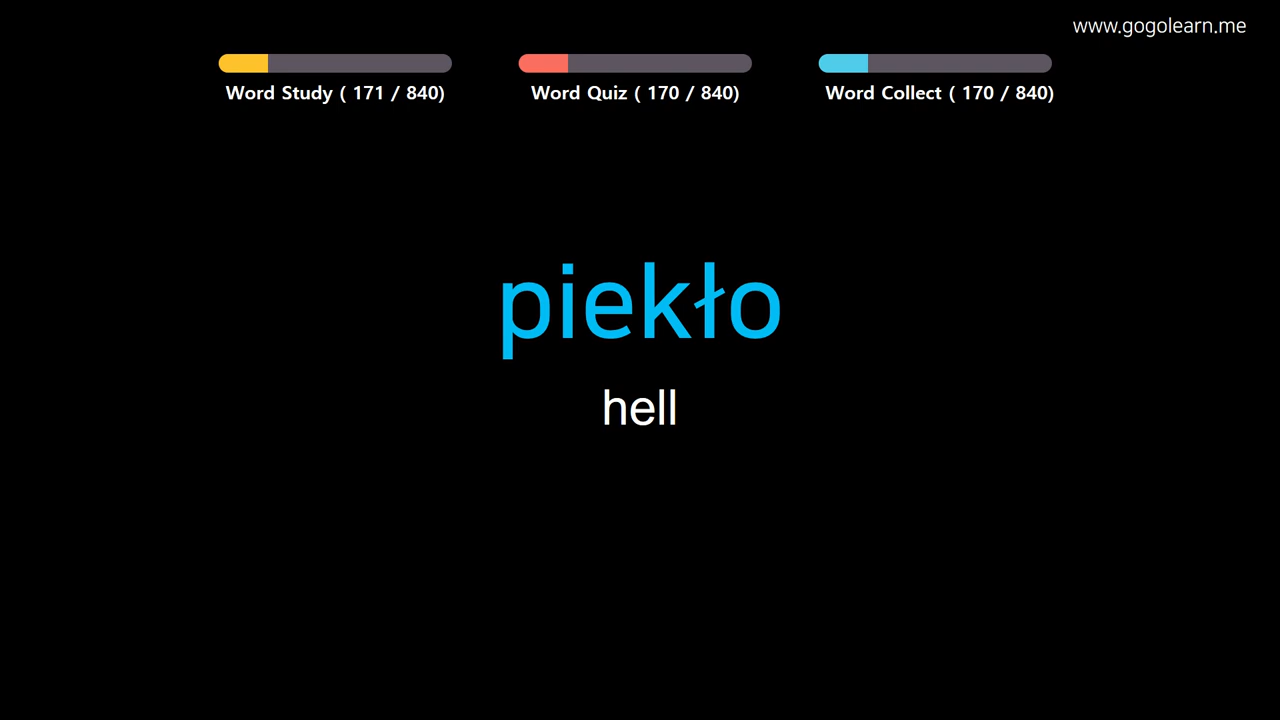 www.gogolearn.me
Word Study ( 171 / 840)
Word Quiz ( 170 / 840)
Word Collect ( 170 / 840)
piekło
hell